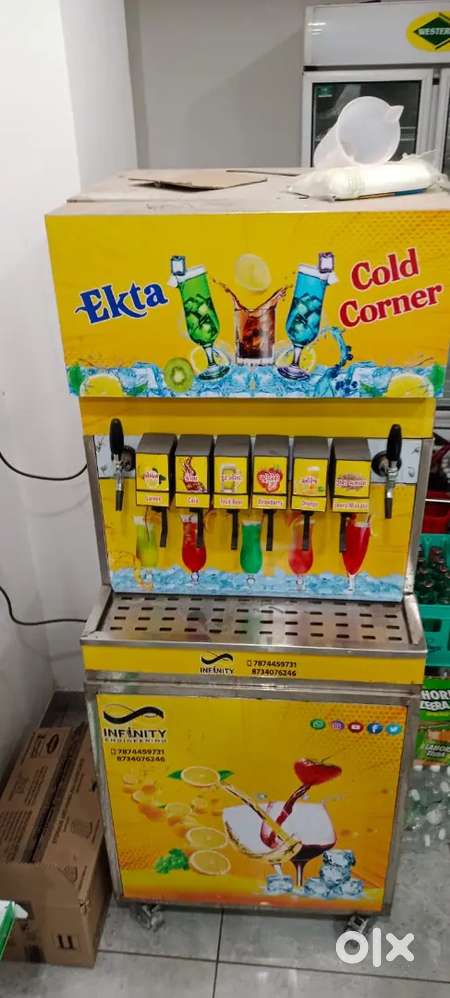 WESTER
Ekta
Cold
Corner
Lemon
Cola
Strawberry
Orange
INFINITY
7874459731
8734076246
INFINITY
ENGINEERING
7874459731
8734076246
olx